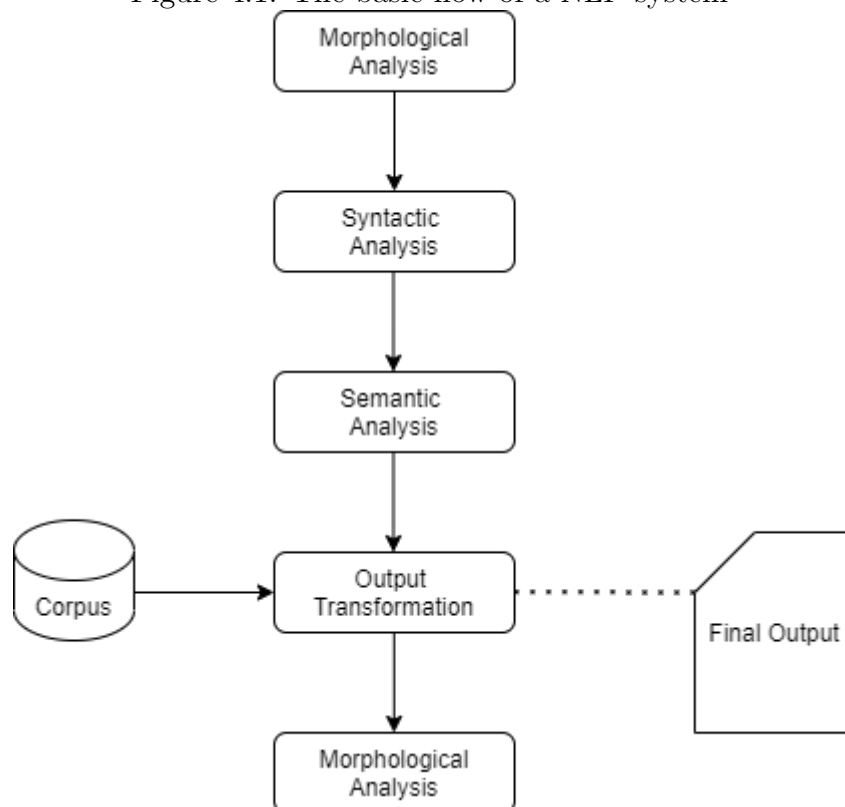 Figure 4.1: The basic flow of a NLP system
Morphological
Analysis
Syntactic
Analysis
Semantic
Analysis
Corpus
Output
Transformation
Final Output
Morphological
Analysis